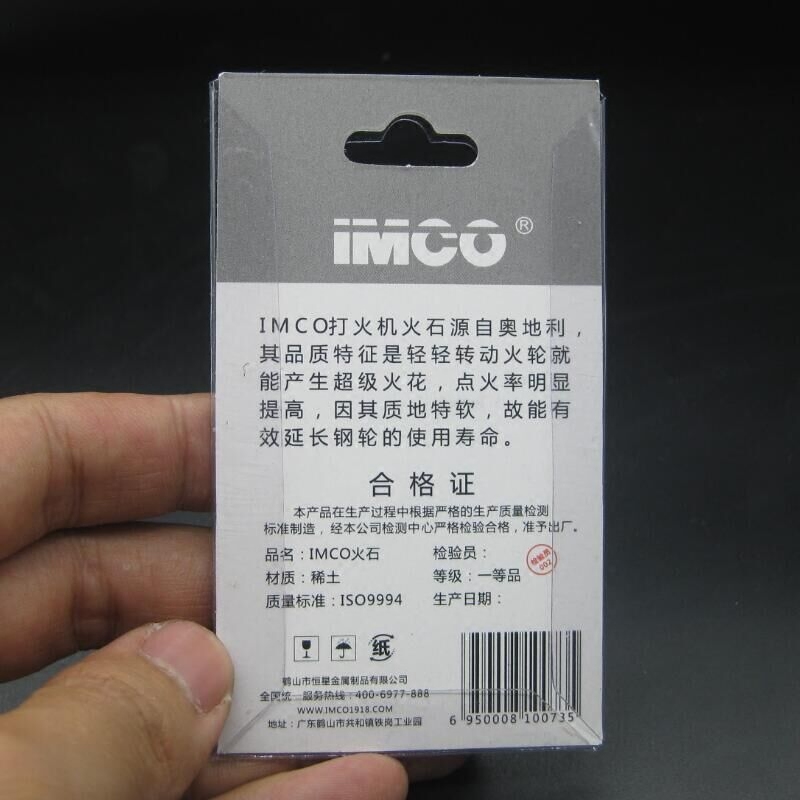 IMCO®
IMCO打火机火石源自奥地利，
其品质特征是轻轻转动火轮就
能产生超级火花，点火率明显
提高，因其质地特软，故能有
效延长钢轮的使用寿命。
合格证
本产品在生产过程中根据严格的生产质量检测
标准制造，经本公司检测中心严格检验合格，准予出厂。
品名：IMCO火石 检验员：
检验员
002
材质：稀土 等级：一等品
质量标准：ISO9994 生产日期：
纸
鹤山市恒星金属制品有限公司
全国统一服务热线：400-6977-888
WWW.IMCO1918.COM
地址：广东鹤山市共和镇铁岗工业园
6 950008 100735